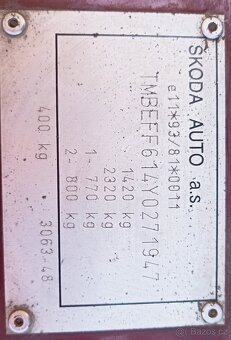 ŠKODA AUTO a.s.
e11*93/81*0011
TMBEFF614Y0271947
1420 kg
2320 kg
1- 770 kg
2- 800 kg
400 kg 3063-48